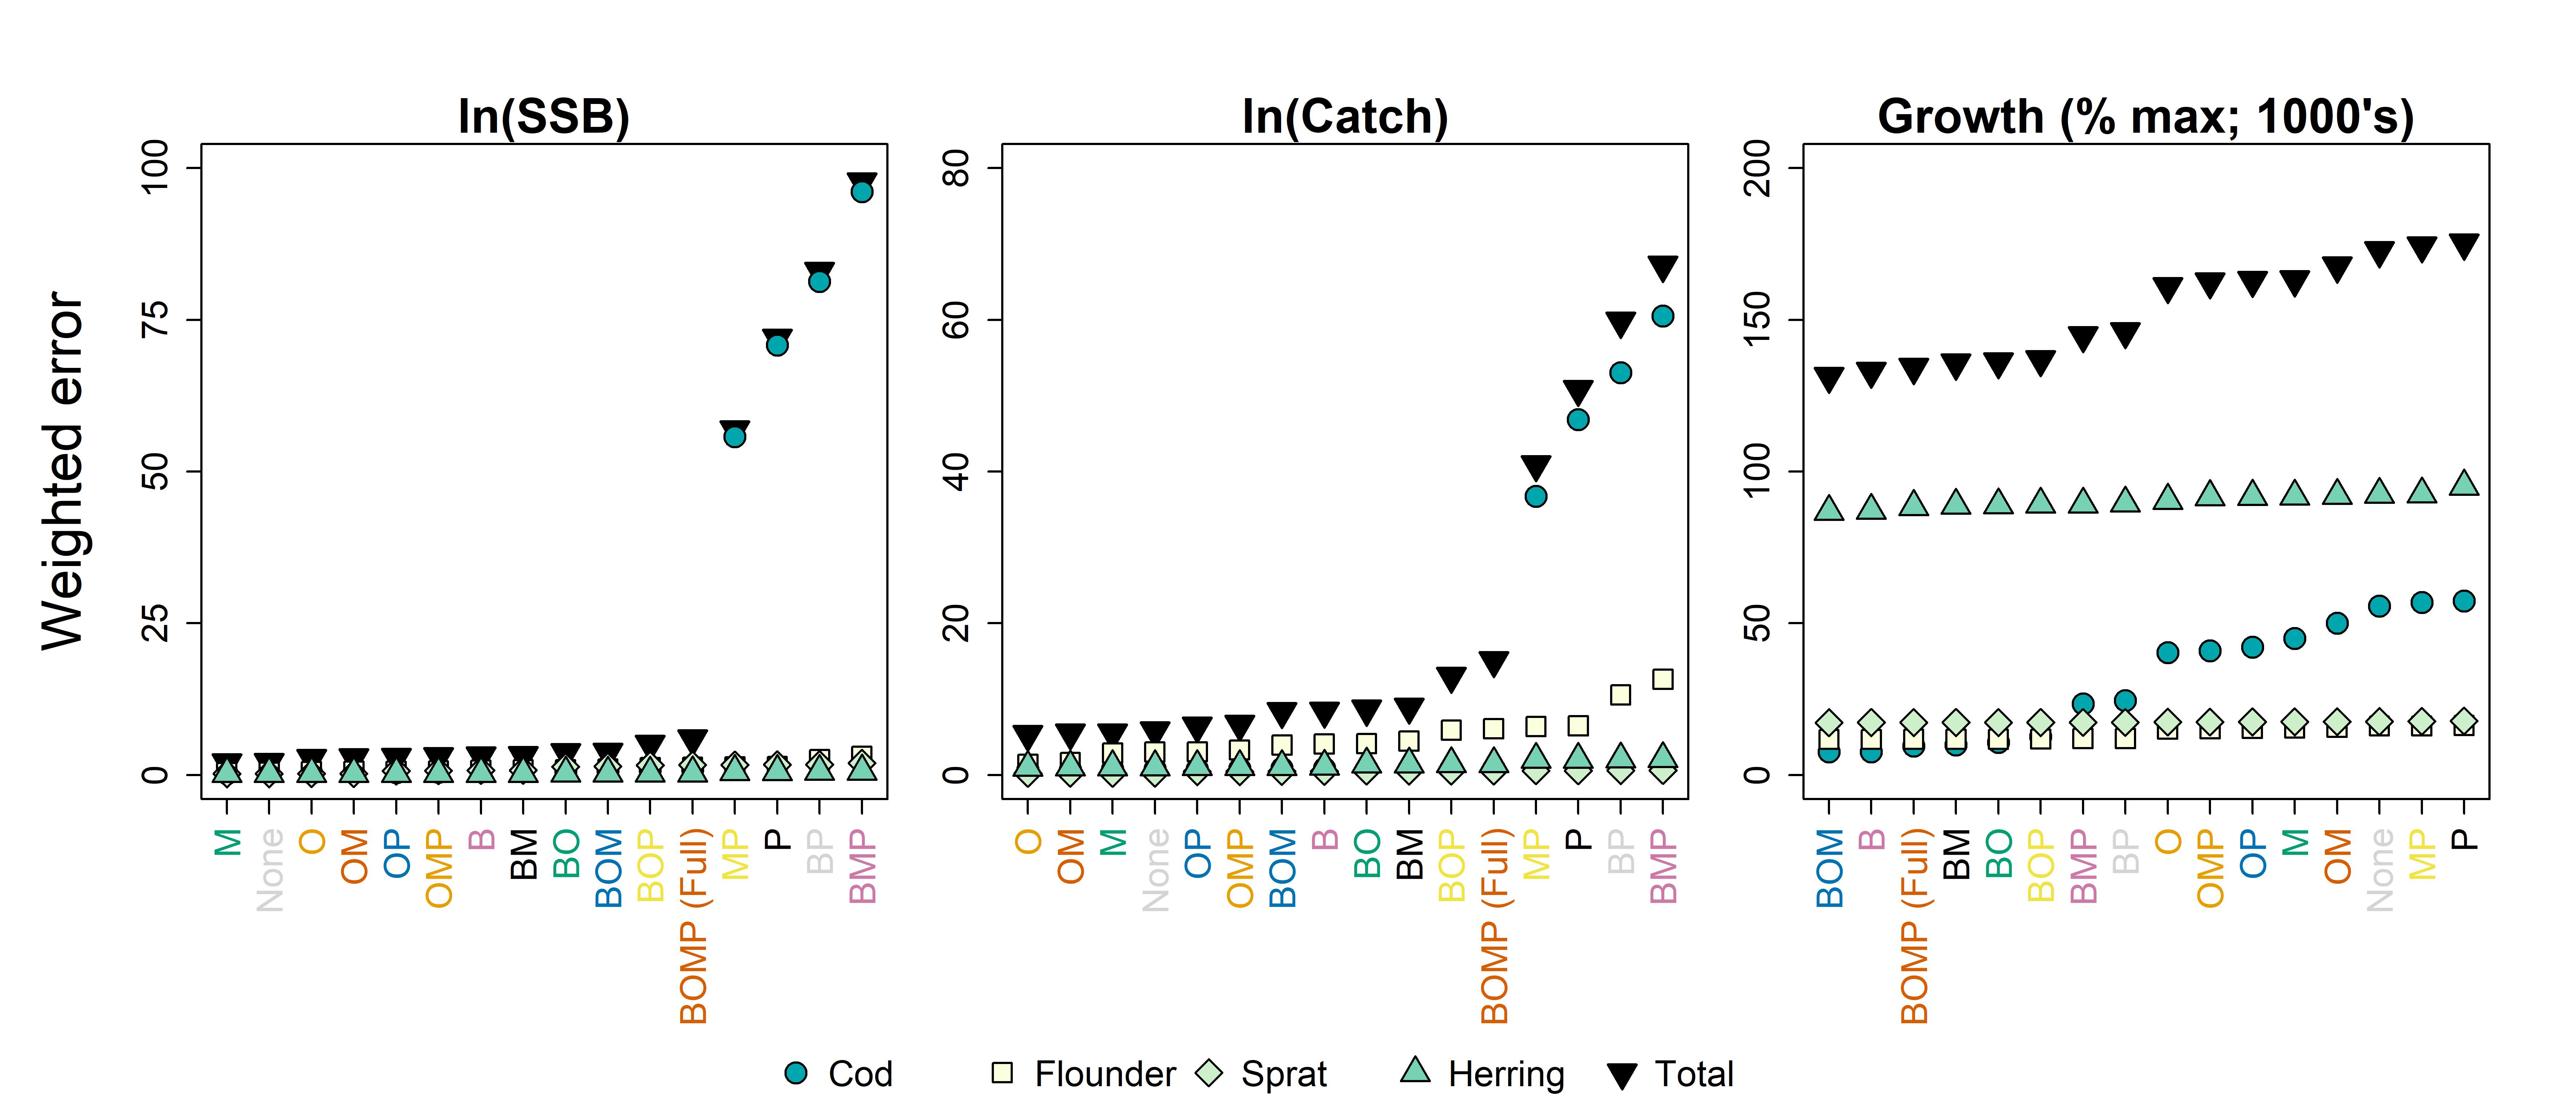 ln(SSB)
ln(Catch)
Growth (% max; 1000's)
Weighted error
0 25 50 75 100
0 20 40 60 80
0 50 100 150 200
M None O OM OP OMP B BM BO BOM BOP BOMP (Full) MP P BP BMP
O OM M None OP OMP BOM B BO BM BOP BOMP (Full) MP P BP BMP
BOM B BOMP (Full) BM BO BOP BMP BP O OMP OP M OM None MP P
Cod Flounder Sprat Herring Total